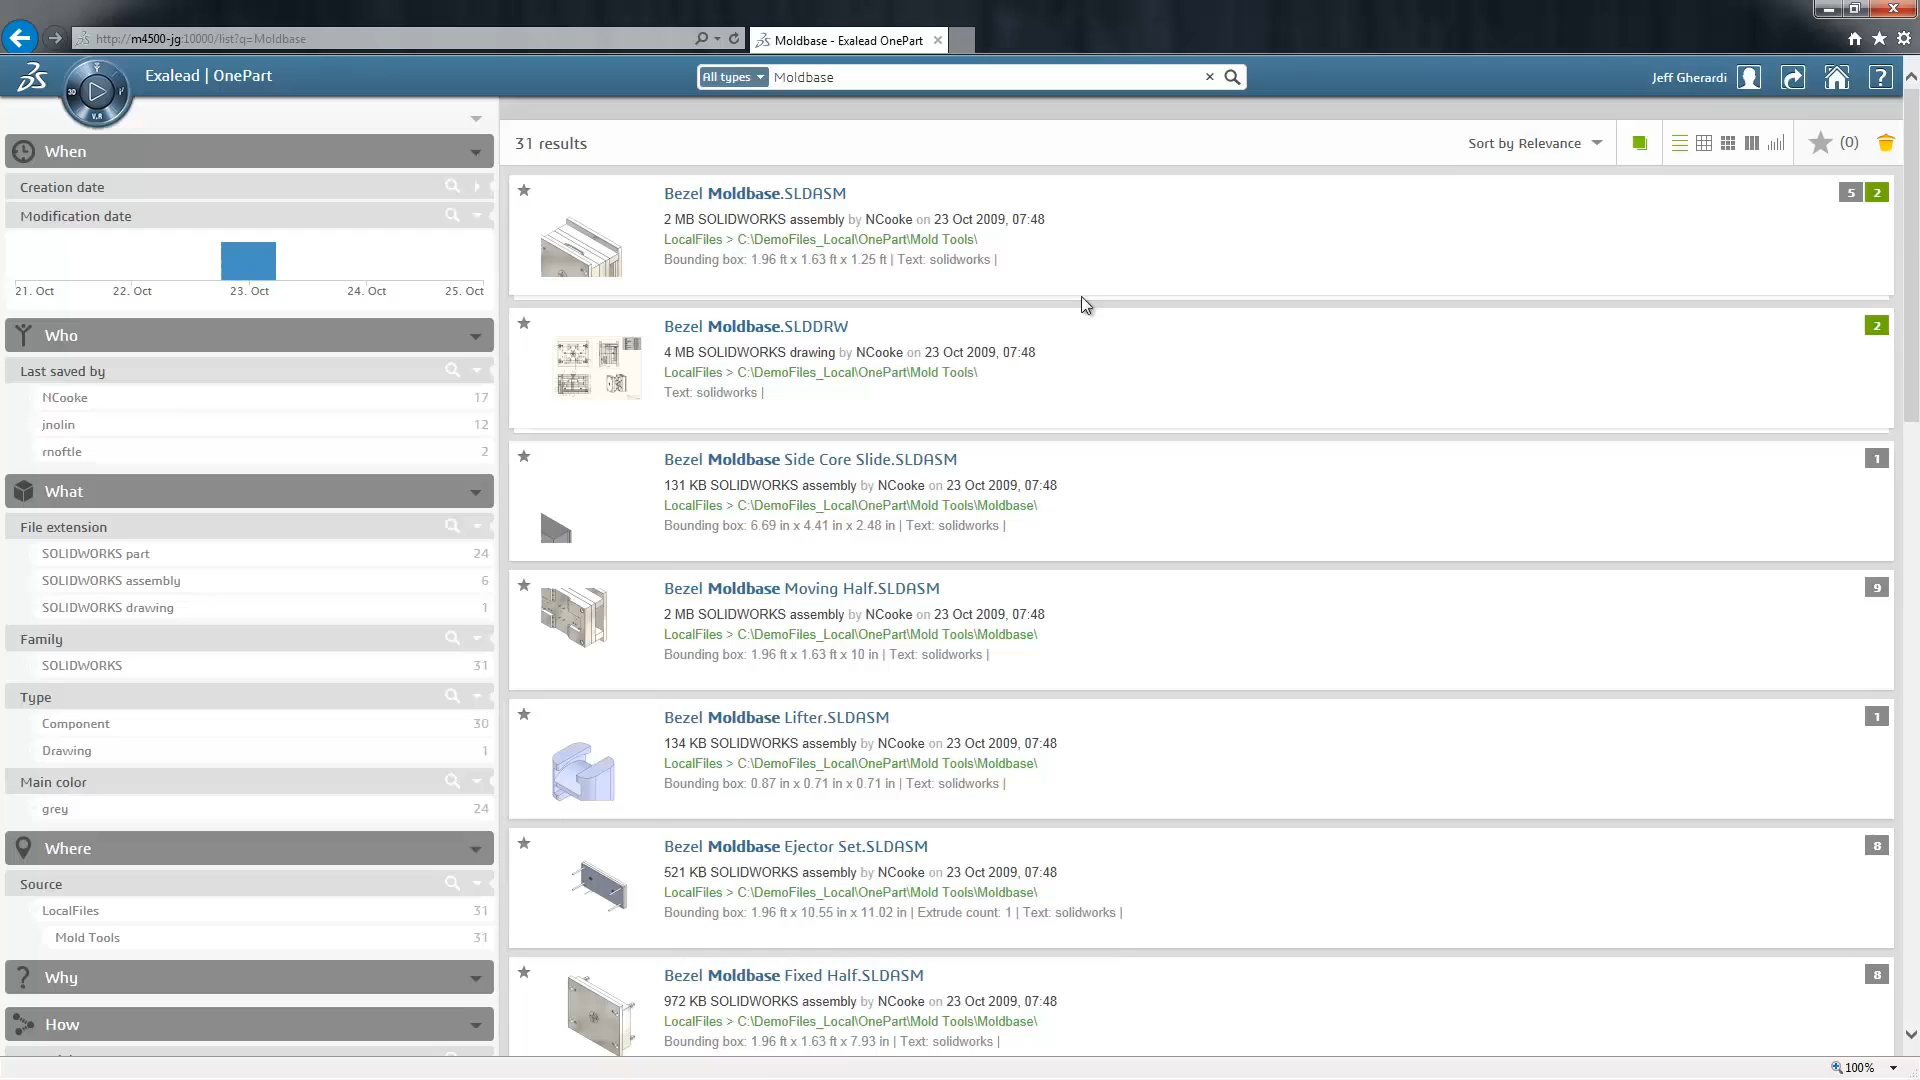 http://m4500-jg:10000/list?q=Moldbase
Moldbase - Exalead OnePart
Exalead | OnePart
All types
Moldbase
Jeff Gherardi
When
Creation date
Modification date
21. Oct 22. Oct 23. Oct 24. Oct 25. Oct
Who
Last saved by
NCooke 17
jnolin 12
rnoftle 2
What
File extension
SOLIDWORKS part 24
SOLIDWORKS assembly 6
SOLIDWORKS drawing 1
Family
SOLIDWORKS 31
Type
Component 30
Drawing 1
Main color
grey 24
Where
Source
LocalFiles 31
Mold Tools 31
Why
How
31 results
Sort by Relevance
(0)
Bezel Moldbase.SLDASM
5 2
2 MB SOLIDWORKS assembly by NCooke on 23 Oct 2009, 07:48
LocalFiles > C:\DemoFiles_Local\OnePart\Mold Tools\
Bounding box: 1.96 ft x 1.63 ft x 1.25 ft | Text: solidworks |
Bezel Moldbase.SLDDRW
2
4 MB SOLIDWORKS drawing by NCooke on 23 Oct 2009, 07:48
LocalFiles > C:\DemoFiles_Local\OnePart\Mold Tools\
Text: solidworks |
Bezel Moldbase Side Core Slide.SLDASM
1
131 KB SOLIDWORKS assembly by NCooke on 23 Oct 2009, 07:48
LocalFiles > C:\DemoFiles_Local\OnePart\Mold Tools\Moldbase\
Bounding box: 6.69 in x 4.41 in x 2.48 in | Text: solidworks |
Bezel Moldbase Moving Half.SLDASM
9
2 MB SOLIDWORKS assembly by NCooke on 23 Oct 2009, 07:48
LocalFiles > C:\DemoFiles_Local\OnePart\Mold Tools\Moldbase\
Bounding box: 1.96 ft x 1.63 ft x 10 in | Text: solidworks |
Bezel Moldbase Lifter.SLDASM
1
134 KB SOLIDWORKS assembly by NCooke on 23 Oct 2009, 07:48
LocalFiles > C:\DemoFiles_Local\OnePart\Mold Tools\Moldbase\
Bounding box: 0.87 in x 0.71 in x 0.71 in | Text: solidworks |
Bezel Moldbase Ejector Set.SLDASM
8
521 KB SOLIDWORKS assembly by NCooke on 23 Oct 2009, 07:48
LocalFiles > C:\DemoFiles_Local\OnePart\Mold Tools\Moldbase\
Bounding box: 1.96 ft x 10.55 in x 11.02 in | Extrude count: 1 | Text: solidworks |
Bezel Moldbase Fixed Half.SLDASM
8
972 KB SOLIDWORKS assembly by NCooke on 23 Oct 2009, 07:48
LocalFiles > C:\DemoFiles_Local\OnePart\Mold Tools\Moldbase\
Bounding box: 1.96 ft x 1.63 ft x 7.93 in | Text: solidworks |
100%